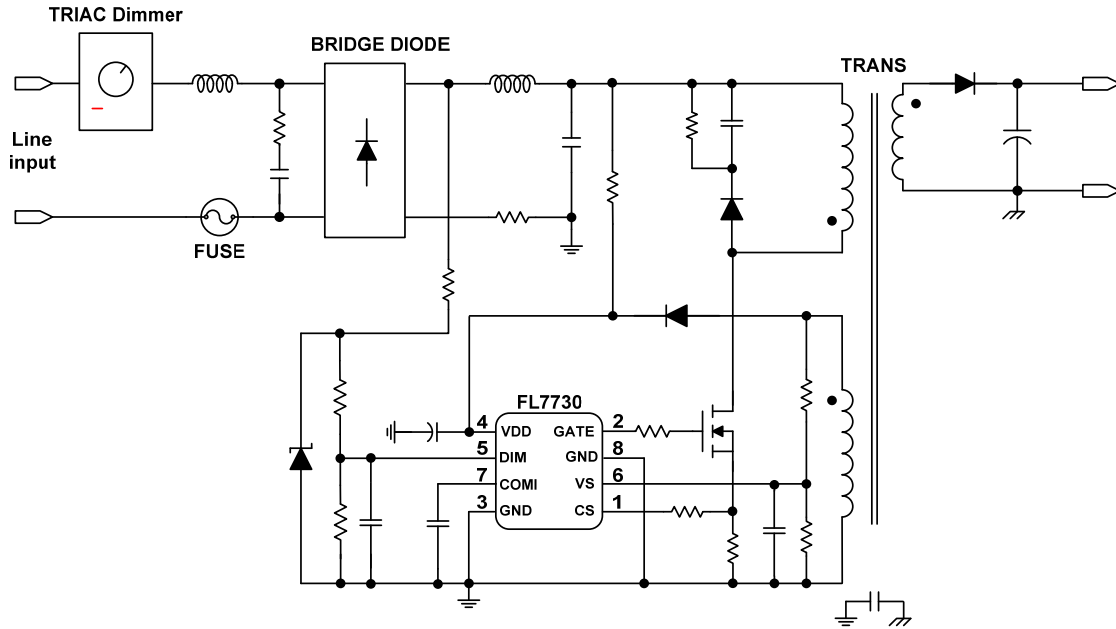 TRIAC Dimmer
BRIDGE DIODE
TRANS
Line
input
FUSE
FL7730
4 VDD GATE 2
5 DIM GND 8
7 COMI VS 6
3 GND CS 1